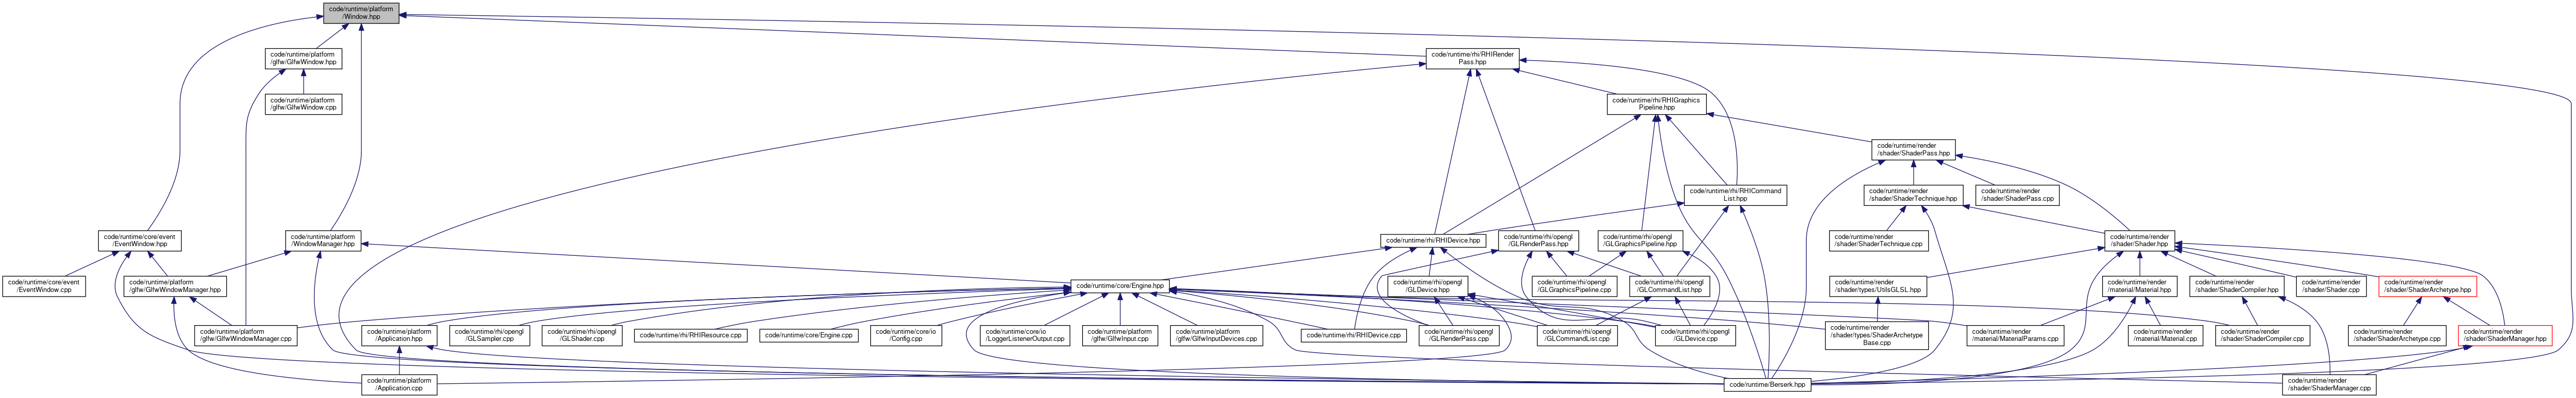 code/runtime/platform
/Window.hpp
code/runtime/platform
/glfw/GlfwWindow.hpp
code/runtime/rhi/RHIRender
Pass.hpp
code/runtime/platform
/glfw/GlfwWindow.cpp
code/runtime/rhi/RHIGraphics
Pipeline.hpp
code/runtime/render
/shader/ShaderPass.hpp
code/runtime/rhi/RHICommand
List.hpp
code/runtime/render
/shader/ShaderTechnique.hpp
code/runtime/render
/shader/ShaderPass.cpp
code/runtime/core/event
/EventWindow.hpp
code/runtime/platform
/WindowManager.hpp
code/runtime/rhi/RHIDevice.hpp
code/runtime/rhi/opengl
/GLRenderPass.hpp
code/runtime/rhi/opengl
/GLGraphicsPipeline.hpp
code/runtime/render
/shader/ShaderTechnique.cpp
code/runtime/render
/shader/Shader.hpp
code/runtime/core/event
/EventWindow.cpp
code/runtime/platform
/glfw/GlfwWindowManager.hpp
code/runtime/core/Engine.hpp
code/runtime/rhi/opengl
/GLDevice.hpp
code/runtime/rhi/opengl
/GLGraphicsPipeline.cpp
code/runtime/rhi/opengl
/GLCommandList.hpp
code/runtime/render
/shader/types/UtilsGLSL.hpp
code/runtime/render
/material/Material.hpp
code/runtime/render
/shader/ShaderCompiler.hpp
code/runtime/render
/shader/Shader.cpp
code/runtime/render
/shader/ShaderArchetype.hpp
code/runtime/platform
/glfw/GlfwWindowManager.cpp
code/runtime/platform
/Application.hpp
code/runtime/rhi/opengl
/GLSampler.cpp
code/runtime/rhi/opengl
/GLShader.cpp
code/runtime/rhi/RHIResource.cpp
code/runtime/core/Engine.cpp
code/runtime/core/io
/Config.cpp
code/runtime/core/io
/LoggerListenerOutput.cpp
code/runtime/platform
/glfw/GlfwInput.cpp
code/runtime/platform
/glfw/GlfwInputDevices.cpp
code/runtime/rhi/RHIDevice.cpp
code/runtime/rhi/opengl
/GLRenderPass.cpp
code/runtime/rhi/opengl
/GLCommandList.cpp
code/runtime/rhi/opengl
/GLDevice.cpp
code/runtime/render
/shader/types/ShaderArchetype
Base.cpp
code/runtime/render
/material/MaterialParams.cpp
code/runtime/render
/material/Material.cpp
code/runtime/render
/shader/ShaderCompiler.cpp
code/runtime/render
/shader/ShaderArchetype.cpp
code/runtime/render
/shader/ShaderManager.hpp
code/runtime/platform
/Application.cpp
code/runtime/Berserk.hpp
code/runtime/render
/shader/ShaderManager.cpp